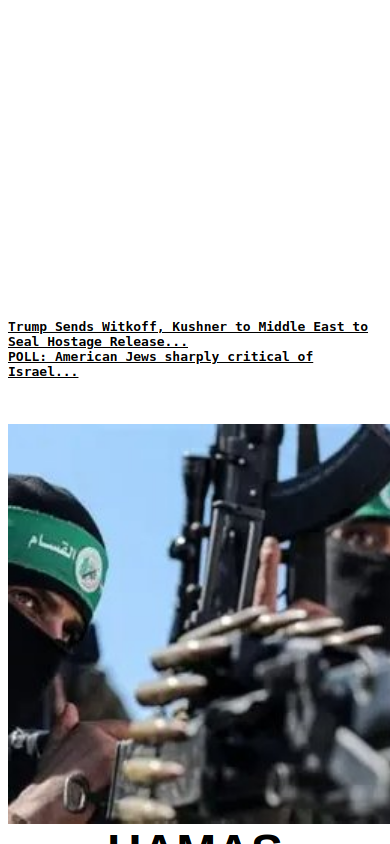 Trump Sends Witkoff, Kushner to Middle East to
Seal Hostage Release...
POLL: American Jews sharply critical of
Israel...
القسام
HAMAS